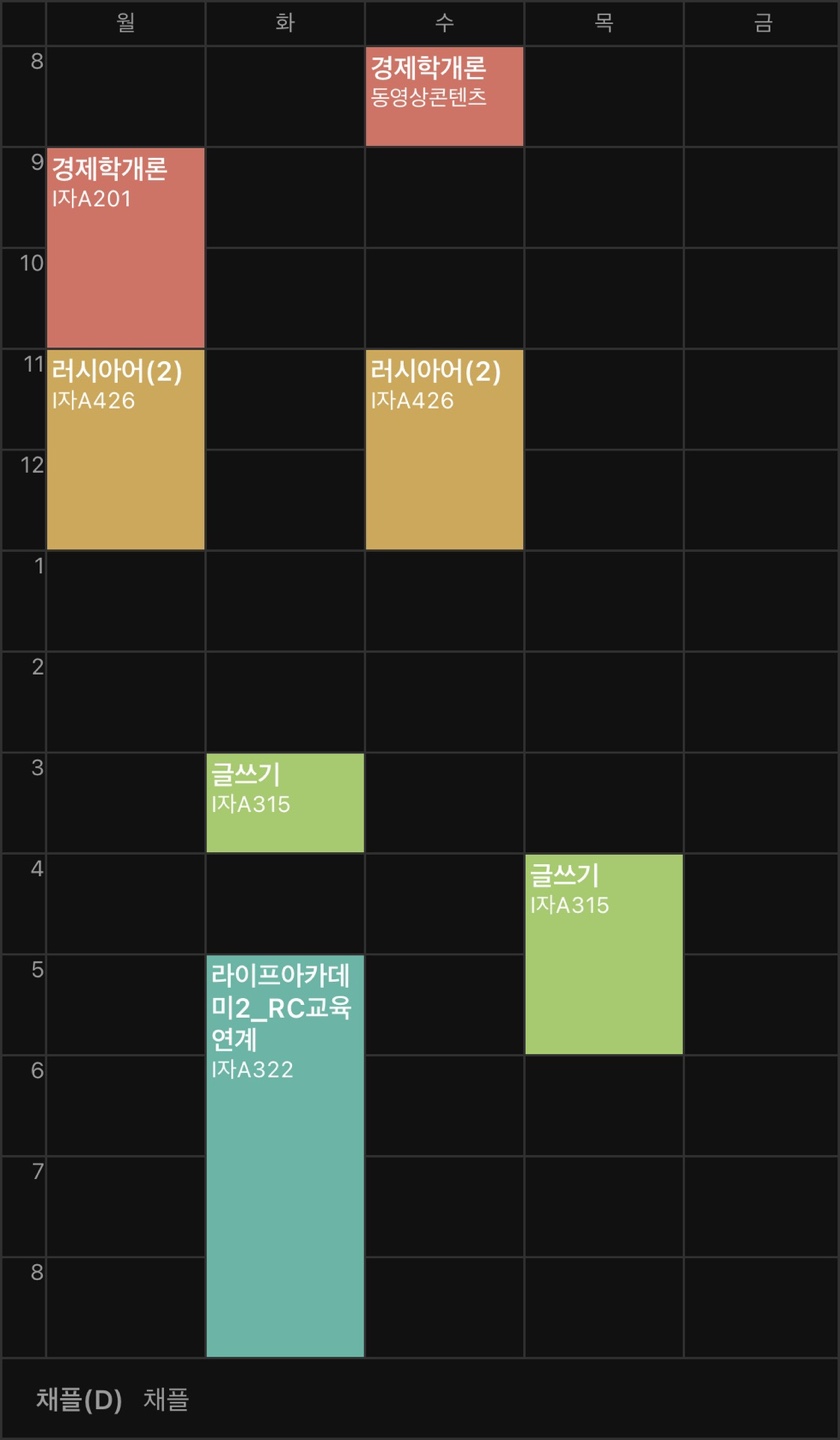 월 화 수 목 금
8
경제학개론
동영상콘텐츠
9
경제학개론
I자A201
10
11
러시아어(2)
I자A426
러시아어(2)
I자A426
12
1
2
3
글쓰기
I자A315
4
글쓰기
I자A315
5
라이프아카데
미2_RC교육
연계
I자A322
6
7
8
채플(D) 채플